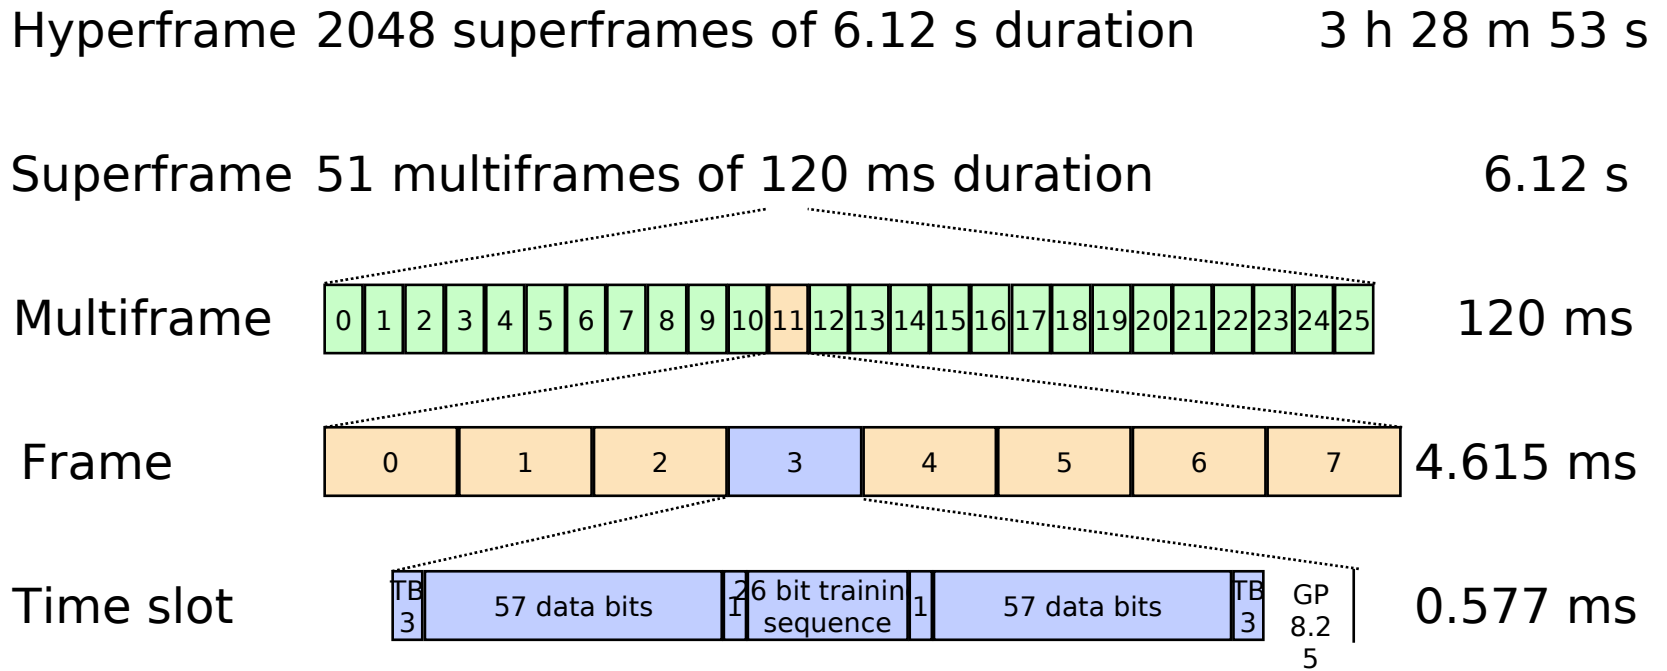 Hyperframe 2048 superframes of 6.12 s duration 3 h 28 m 53 s
Superframe 51 multiframes of 120 ms duration 6.12 s
Multiframe 0 1 2 3 4 5 6 7 8 9 10 11 12 13 14 15 16 17 18 19 20 21 22 23 24 25 120 ms
Frame 0 1 2 3 4 5 6 7 4.615 ms
Time slot TB 3 57 data bits 1 26 bit trainin sequence 1 57 data bits TB 3 GP 8.2 5 0.577 ms